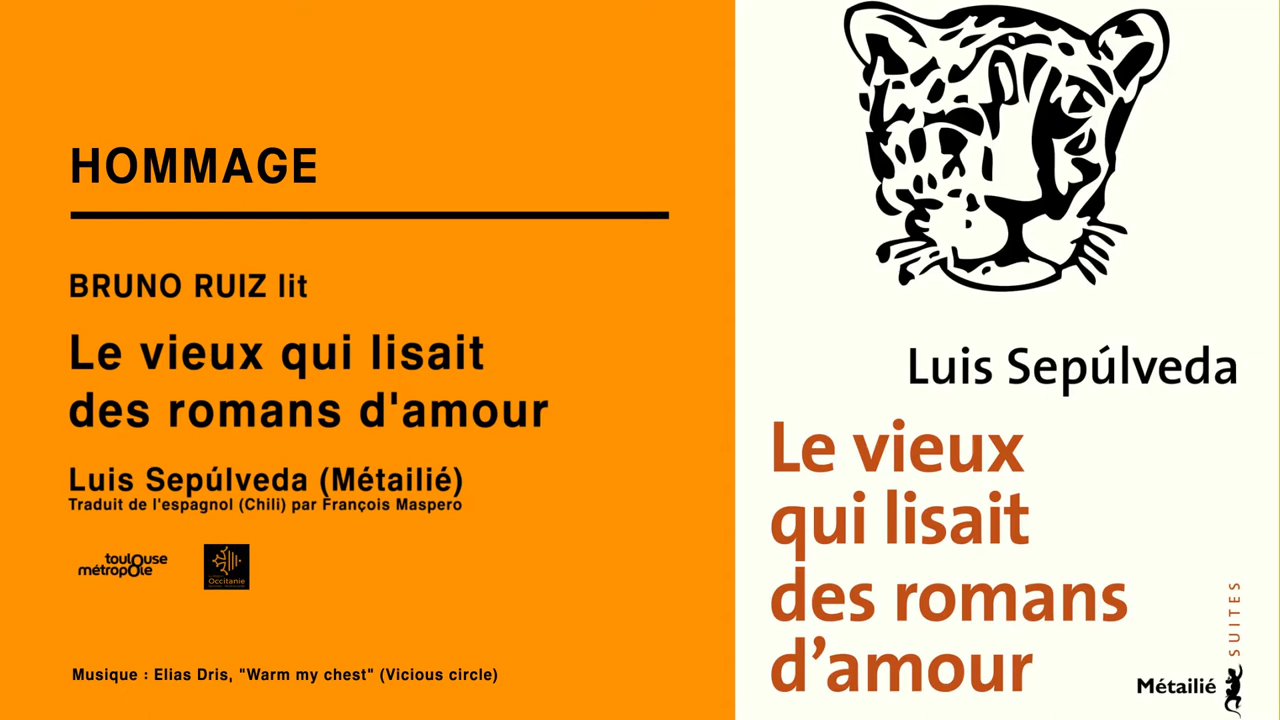 HOMMAGE
BRUNO RUIZ lit
Le vieux qui lisait
des romans d'amour
Luis Sepúlveda (Métailié)
Traduit de l'espagnol (Chili) par François Maspero
toulouse
métropole
Occitanie
Musique : Elias Dris, "Warm my chest" (Vicious circle)
Luis Sepúlveda
Le vieux
qui lisait
des romans
d’amour
SUITES
Métailié